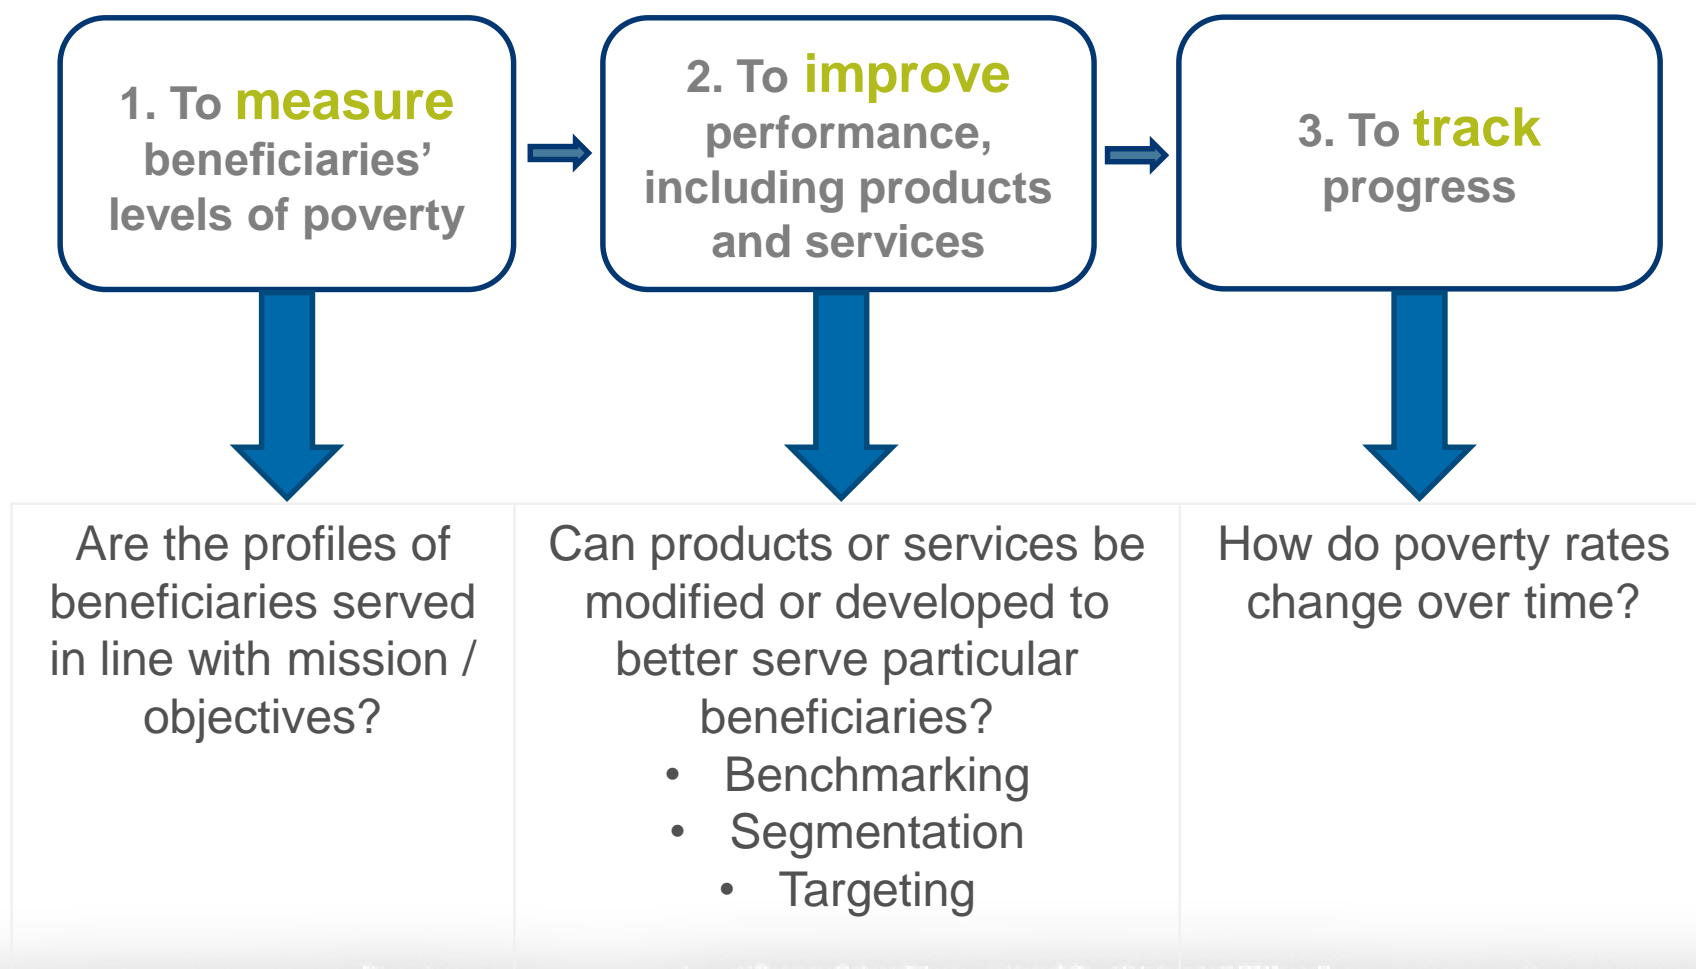 1. To measure
beneficiaries’
levels of poverty
2. To improve
performance,
including products
and services
3. To track
progress
Are the profiles of
beneficiaries served
in line with mission /
objectives?
Can products or services be
modified or developed to
better serve particular
beneficiaries?
• Benchmarking
• Segmentation
• Targeting
How do poverty rates
change over time?